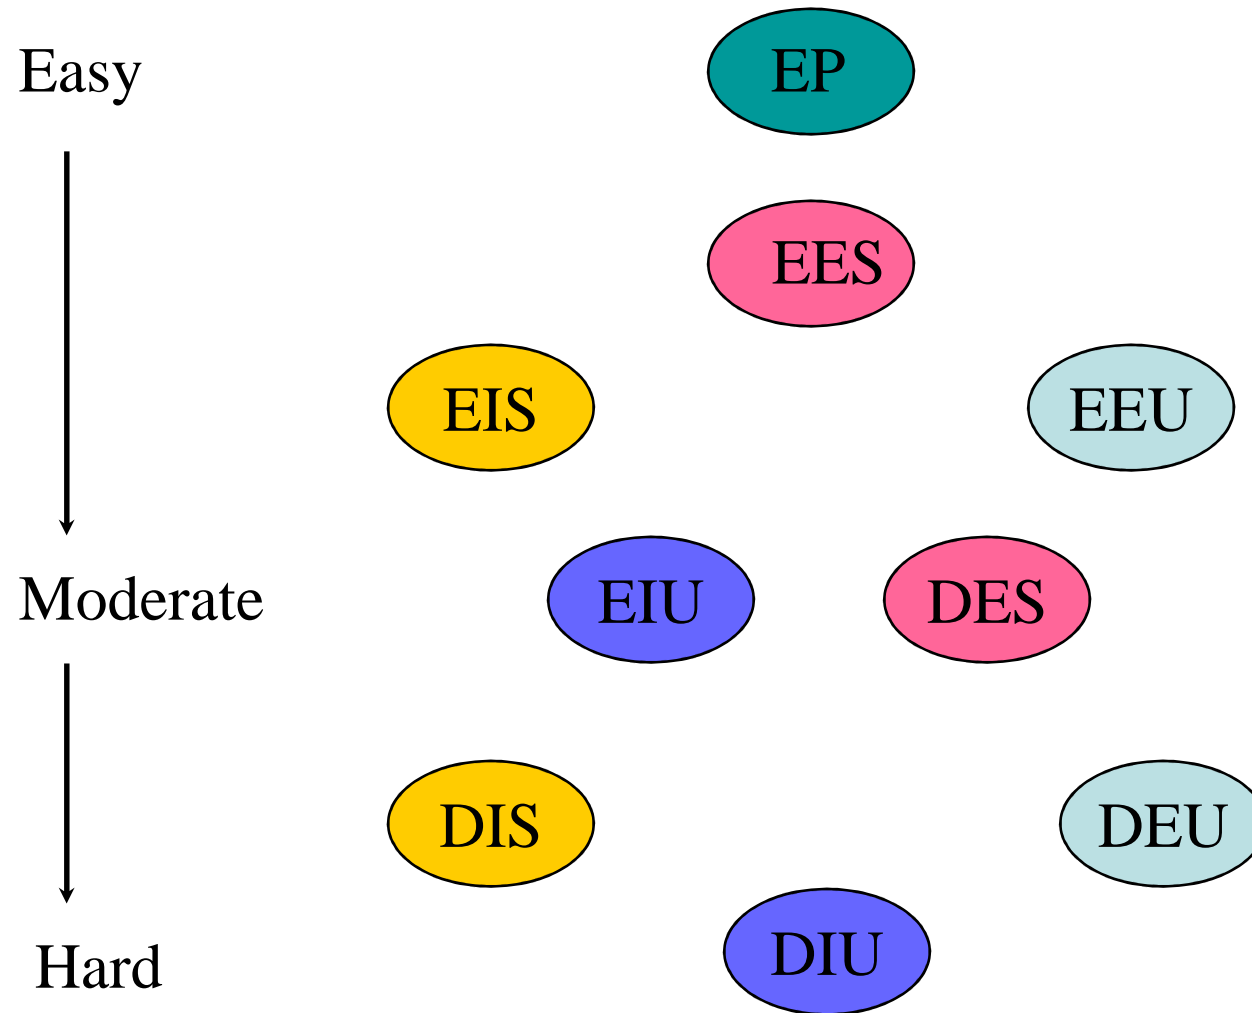 Easy
EP
EES
EIS
EEU
Moderate
EIU
DES
DIS
DEU
Hard
DIU